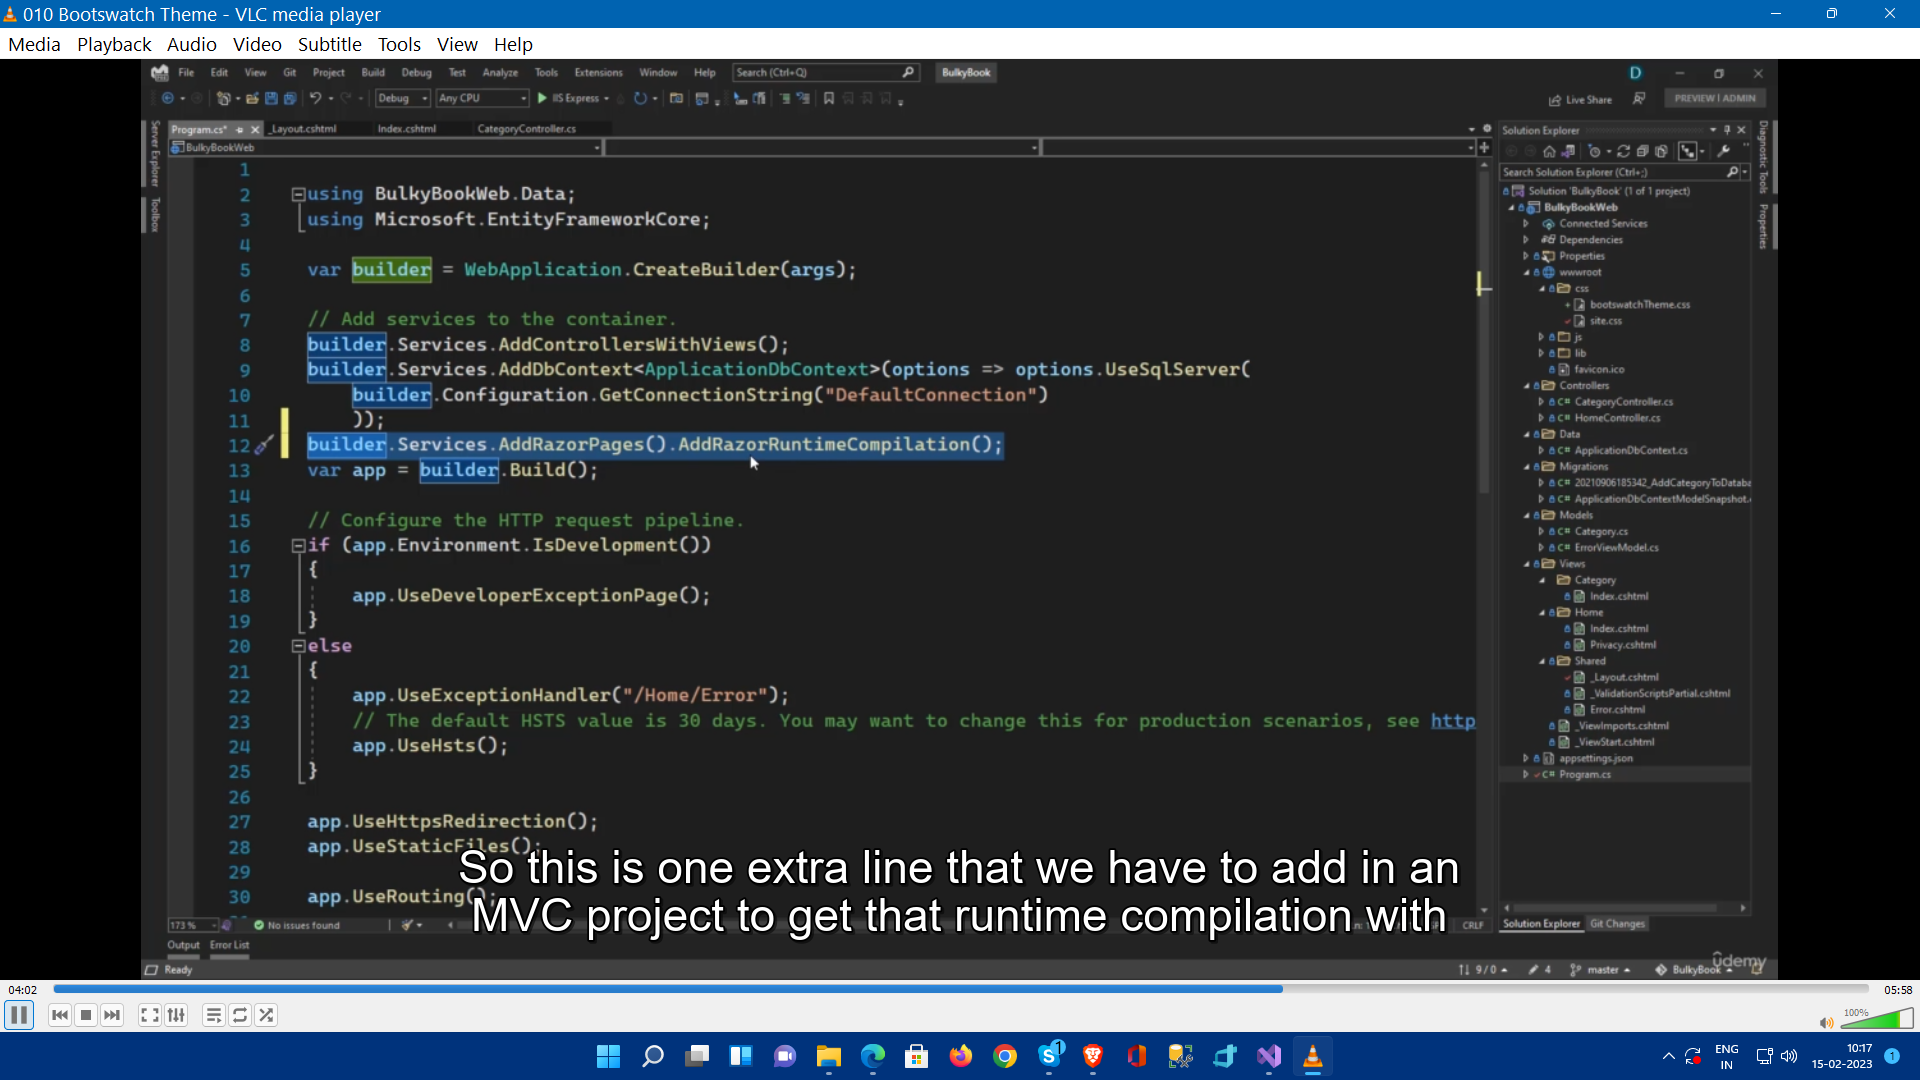 010 Bootswatch Theme - VLC media player
Media Playback Audio Video Subtitle Tools View Help
File Edit View Git Project Build Debug Test Analyze Tools Extensions Window Help Search (Ctrl+Q) BulkyBook D
Debug Any CPU IIS Express Live Share PREVIEW | ADMIN
Program.cs* _Layout.cshtml Index.cshtml CategoryController.cs
BulkyBookWeb
Server Explorer
Toolbox
1
2 using BulkyBookWeb.Data;
3 using Microsoft.EntityFrameworkCore;
4
5 var builder = WebApplication.CreateBuilder(args);
6
7 // Add services to the container.
8 builder.Services.AddControllersWithViews();
9 builder.Services.AddDbContext<ApplicationDbContext>(options => options.UseSqlServer(
10 builder.Configuration.GetConnectionString("DefaultConnection")
11 ));
12 builder.Services.AddRazorPages().AddRazorRuntimeCompilation();
13 var app = builder.Build();
14
15 // Configure the HTTP request pipeline.
16 if (app.Environment.IsDevelopment())
17 {
18 app.UseDeveloperExceptionPage();
19 }
20 else
21 {
22 app.UseExceptionHandler("/Home/Error");
23 // The default HSTS value is 30 days. You may want to change this for production scenarios, see http
24 app.UseHsts();
25 }
26
27 app.UseHttpsRedirection();
28 app.UseStaticFiles();
29
30 app.UseRouting();
So this is one extra line that we have to add in an
MVC project to get that runtime compilation with
173 % No issues found CRLF
Output Error List
Ready 9 / 0 4 master BulkyBook
udemy
Solution Explorer
Search Solution Explorer (Ctrl+;)
Solution 'BulkyBook' (1 of 1 project)
BulkyBookWeb
Connected Services
Dependencies
Properties
wwwroot
css
bootswatchTheme.css
site.css
js
lib
favicon.ico
Controllers
C# CategoryController.cs
C# HomeController.cs
Data
C# ApplicationDbContext.cs
Migrations
C# 20210906185342_AddCategoryToDataba
C# ApplicationDbContextModelSnapshot.
Models
C# Category.cs
C# ErrorViewModel.cs
Views
Category
Index.cshtml
Home
Index.cshtml
Privacy.cshtml
Shared
_Layout.cshtml
_ValidationScriptsPartial.cshtml
Error.cshtml
_ViewImports.cshtml
_ViewStart.cshtml
appsettings.json
C# Program.cs
Solution Explorer Git Changes
Diagnostic Tools
Properties
04:02 05:58
100%
1
ENG
IN
10:17
15-02-2023
1